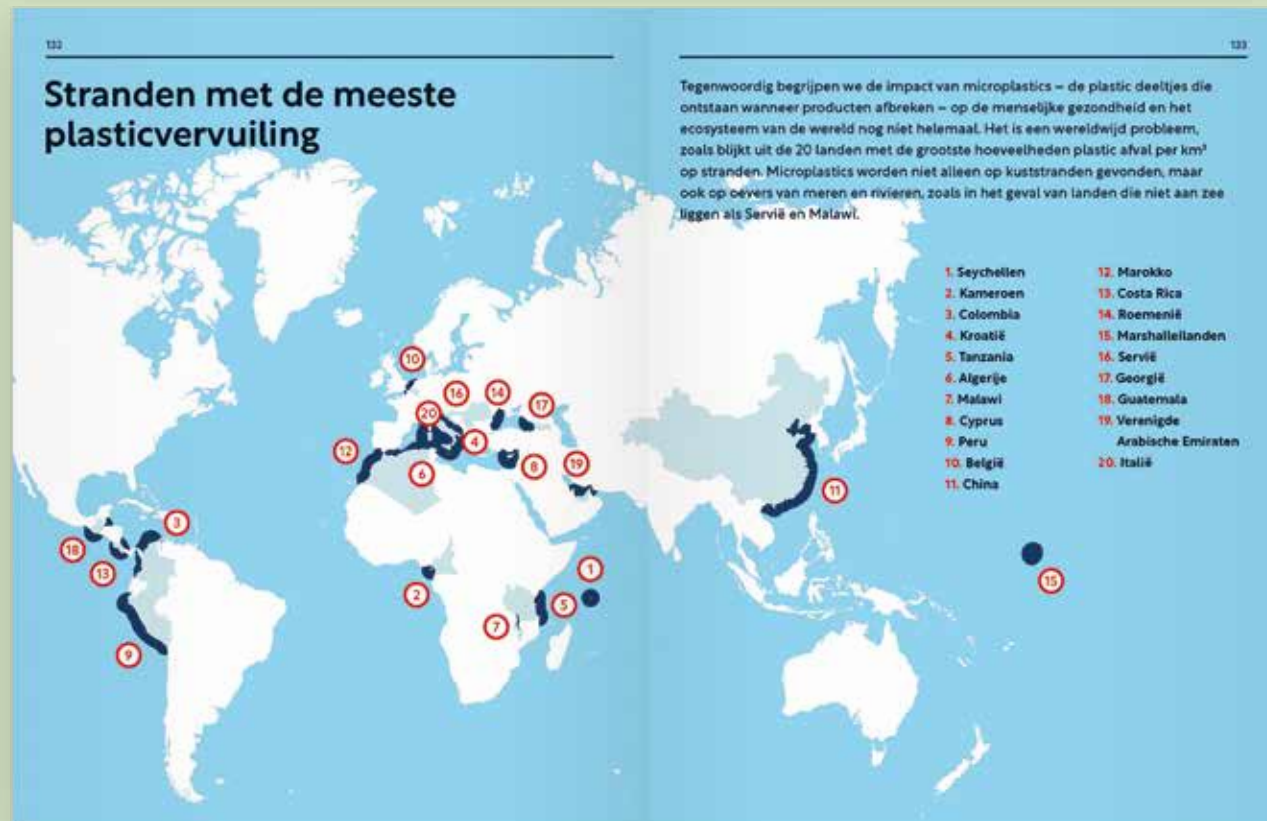 132
Stranden met de meeste
plasticvervuiling
133
Tegenwoordig begrijpen we de impact van microplastics – de plastic deeltjes die
ontstaan wanneer producten afbreken – op de menselijke gezondheid en het
ecosysteem van de wereld nog niet helemaal. Het is een wereldwijd probleem,
zoals blijkt uit de 20 landen met de grootste hoeveelheden plastic afval per km²
op stranden. Microplastics worden niet alleen op kuststranden gevonden, maar
ook op oevers van meren en rivieren, zoals in het geval van landen die niet aan zee
liggen als Servië en Malawi.
1. Seychellen
2. Kameroen
3. Colombia
4. Kroatië
5. Tanzania
6. Algerije
7. Malawi
8. Cyprus
9. Peru
10. België
11. China
12. Marokko
13. Costa Rica
14. Roemenië
15. Marshalleilanden
16. Servië
17. Georgië
18. Guatemala
19. Verenigde
Arabische Emiraten
20. Italië
10
16
14
17
20
12
4
8
19
6
11
3
18
13
1
15
2
5
7
9